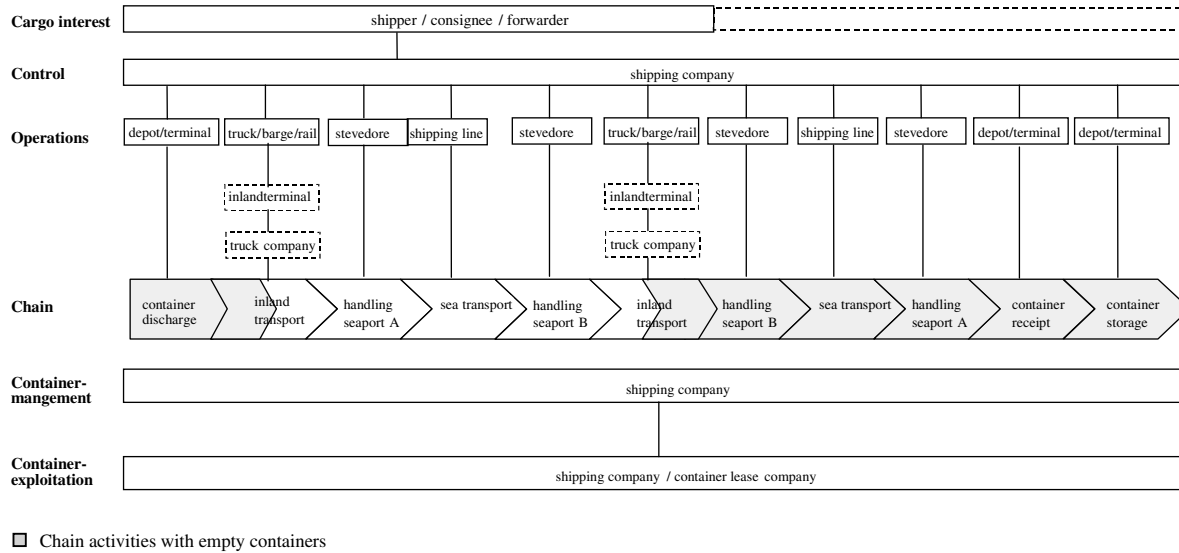 Cargo interest
shipper / consignee / forwarder
Control
shipping company
Operations
depot/terminal
truck/barge/rail
stevedore
shipping line
stevedore
truck/barge/rail
stevedore
shipping line
stevedore
depot/terminal
depot/terminal
inlandterminal
inlandterminal
truck company
truck company
Chain
container
discharge
inland
transport
handling
seaport A
sea transport
handling
seaport B
inland
transport
handling
seaport B
sea transport
handling
seaport A
container
receipt
container
storage
Container-
mangement
shipping company
Container-
exploitation
shipping company / container lease company
Chain activities with empty containers